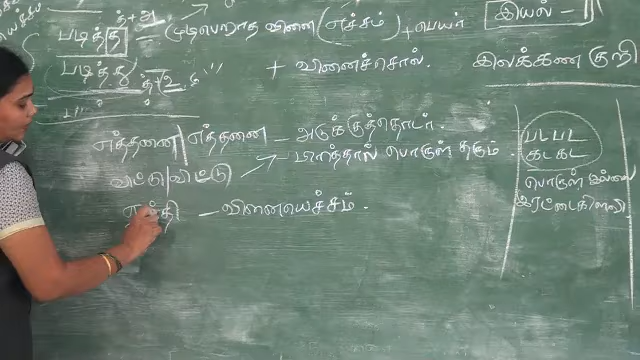 த்+அ
படித்த = முடிபெறாத வினை (எச்சம்) + பெயர்
இயல் - 1
படித்து த்+உ " + வினைச்சொல்.
இலக்கண குறி
எத்தனை எத்தனை - அடுக்குத்தொடர்.
விட்டு விட்டு பிரித்தால் பொருள் தரும்.
- வினையெச்சம்.
படபட
கடகட
பொருள் இல்லை
இரட்டைகிளவி